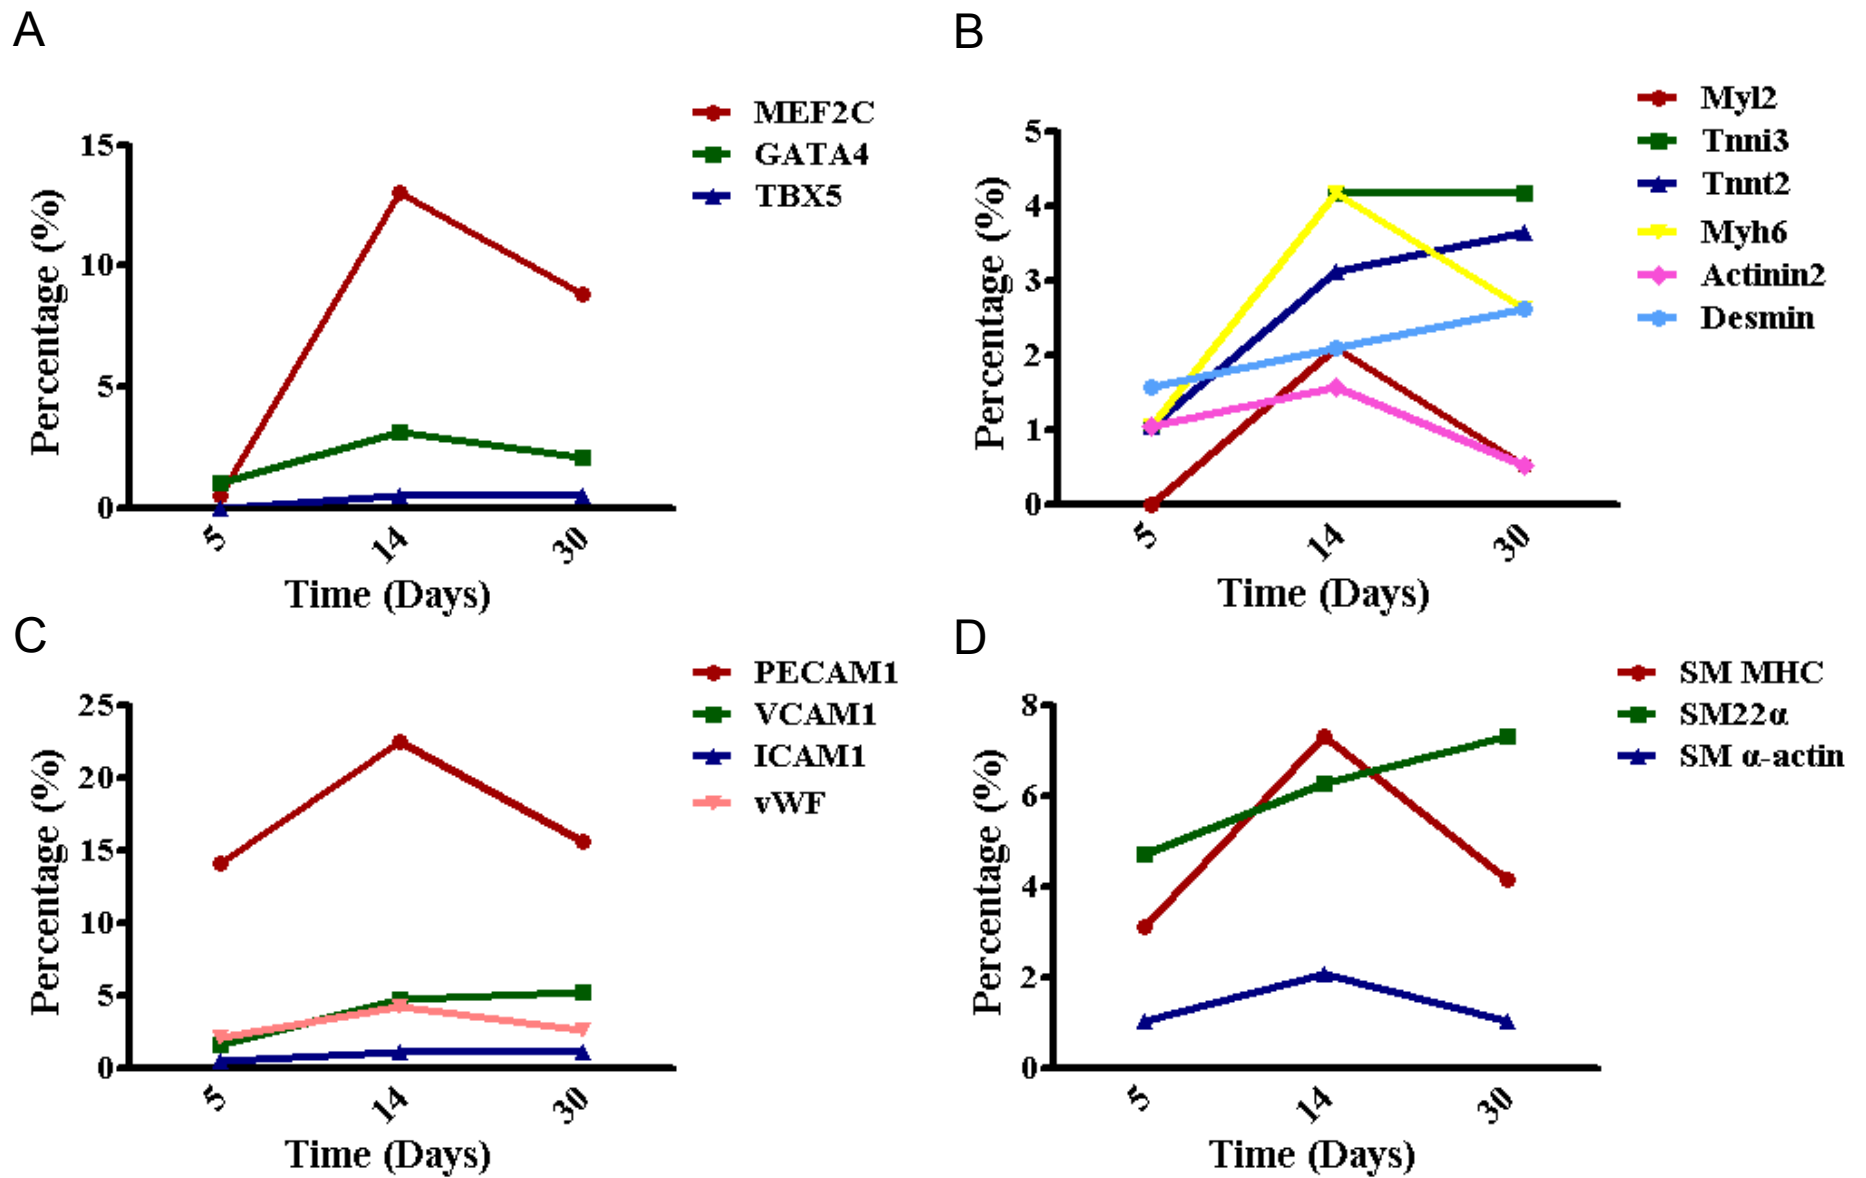 A
MEF2C
GATA4
TBX5
15
10
5
0
Percentage (%)
5
14
30
Time (Days)
B
Myl2
Tnni3
Tnnt2
Myh6
Actinin2
Desmin
5
4
3
2
1
0
Percentage (%)
5
14
30
Time (Days)
C
PECAM1
VCAM1
ICAM1
vWF
25
20
15
10
5
0
Percentage (%)
5
14
30
Time (Days)
D
SM MHC
SM22α
SM α-actin
8
6
4
2
0
Percentage (%)
5
14
30
Time (Days)